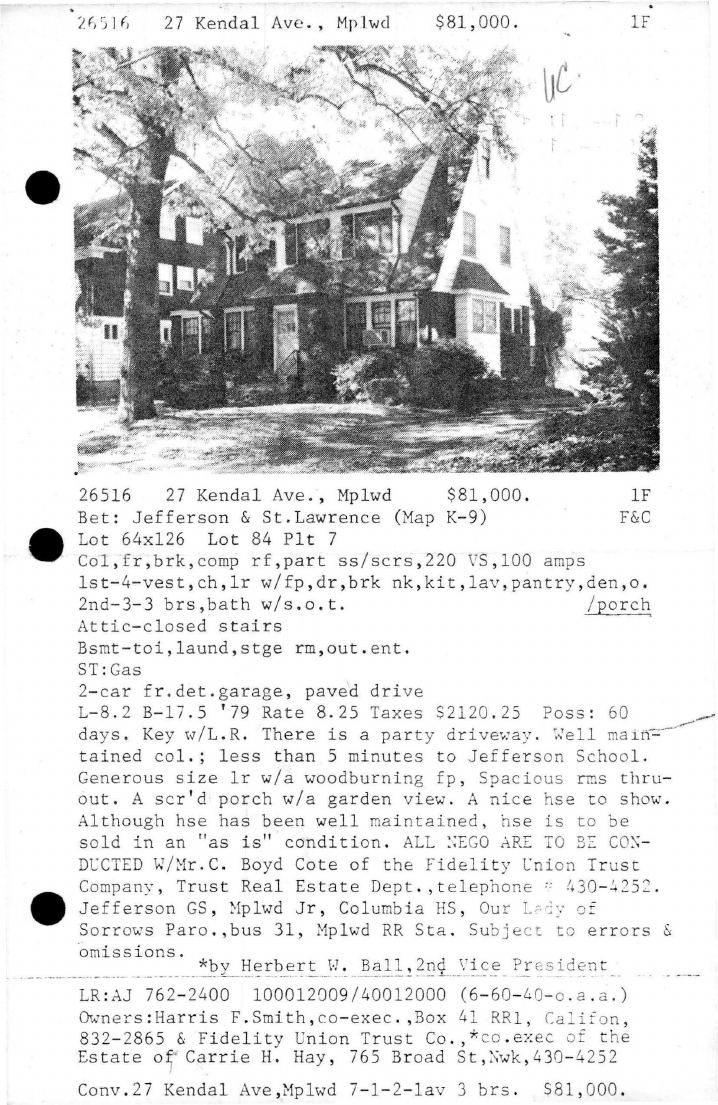 26516 27 Kendal Ave., Mplwd $81,000. 1F
UC
26516 27 Kendal Ave., Mplwd $81,000. 1F
Bet: Jefferson & St.Lawrence (Map K-9) F&C
Lot 64x126 Lot 84 Plt 7
Col,fr,brk,comp rf,part ss/scrs,220 VS,100 amps
1st-4-vest,ch,lr w/fp,dr,brk nk,kit,lav,pantry,den,o.
2nd-3-3 brs,bath w/s.o.t. /porch
Attic-closed stairs
Bsmt-toi,laund,stge rm,out.ent.
ST:Gas
2-car fr.det.garage, paved drive
L-8.2 B-17.5 '79 Rate 8.25 Taxes $2120.25 Poss: 60
days. Key w/L.R. There is a party driveway. Well main-
tained col.; less than 5 minutes to Jefferson School.
Generous size lr w/a woodburning fp, Spacious rms thru-
out. A scr'd porch w/a garden view. A nice hse to show.
Although hse has been well maintained, hse is to be
sold in an "as is" condition. ALL NEGO ARE TO BE CON-
DUCTED W/Mr.C. Boyd Cote of the Fidelity Union Trust
Company, Trust Real Estate Dept.,telephone # 430-4252.
Jefferson GS, Mplwd Jr, Columbia HS, Our Lady of
Sorrows Paro.,bus 31, Mplwd RR Sta. Subject to errors &
omissions.
*by Herbert W. Ball,2nd Vice President
LR:AJ 762-2400 100012009/40012000 (6-60-40-o.a.a.)
Owners:Harris F.Smith,co-exec.,Box 41 RR1, Califon,
832-2865 & Fidelity Union Trust Co.,*co.exec of the
Estate of Carrie H. Hay, 765 Broad St,Nwk,430-4252
Conv.27 Kendal Ave,Mplwd 7-1-2-lav 3 brs. $81,000.